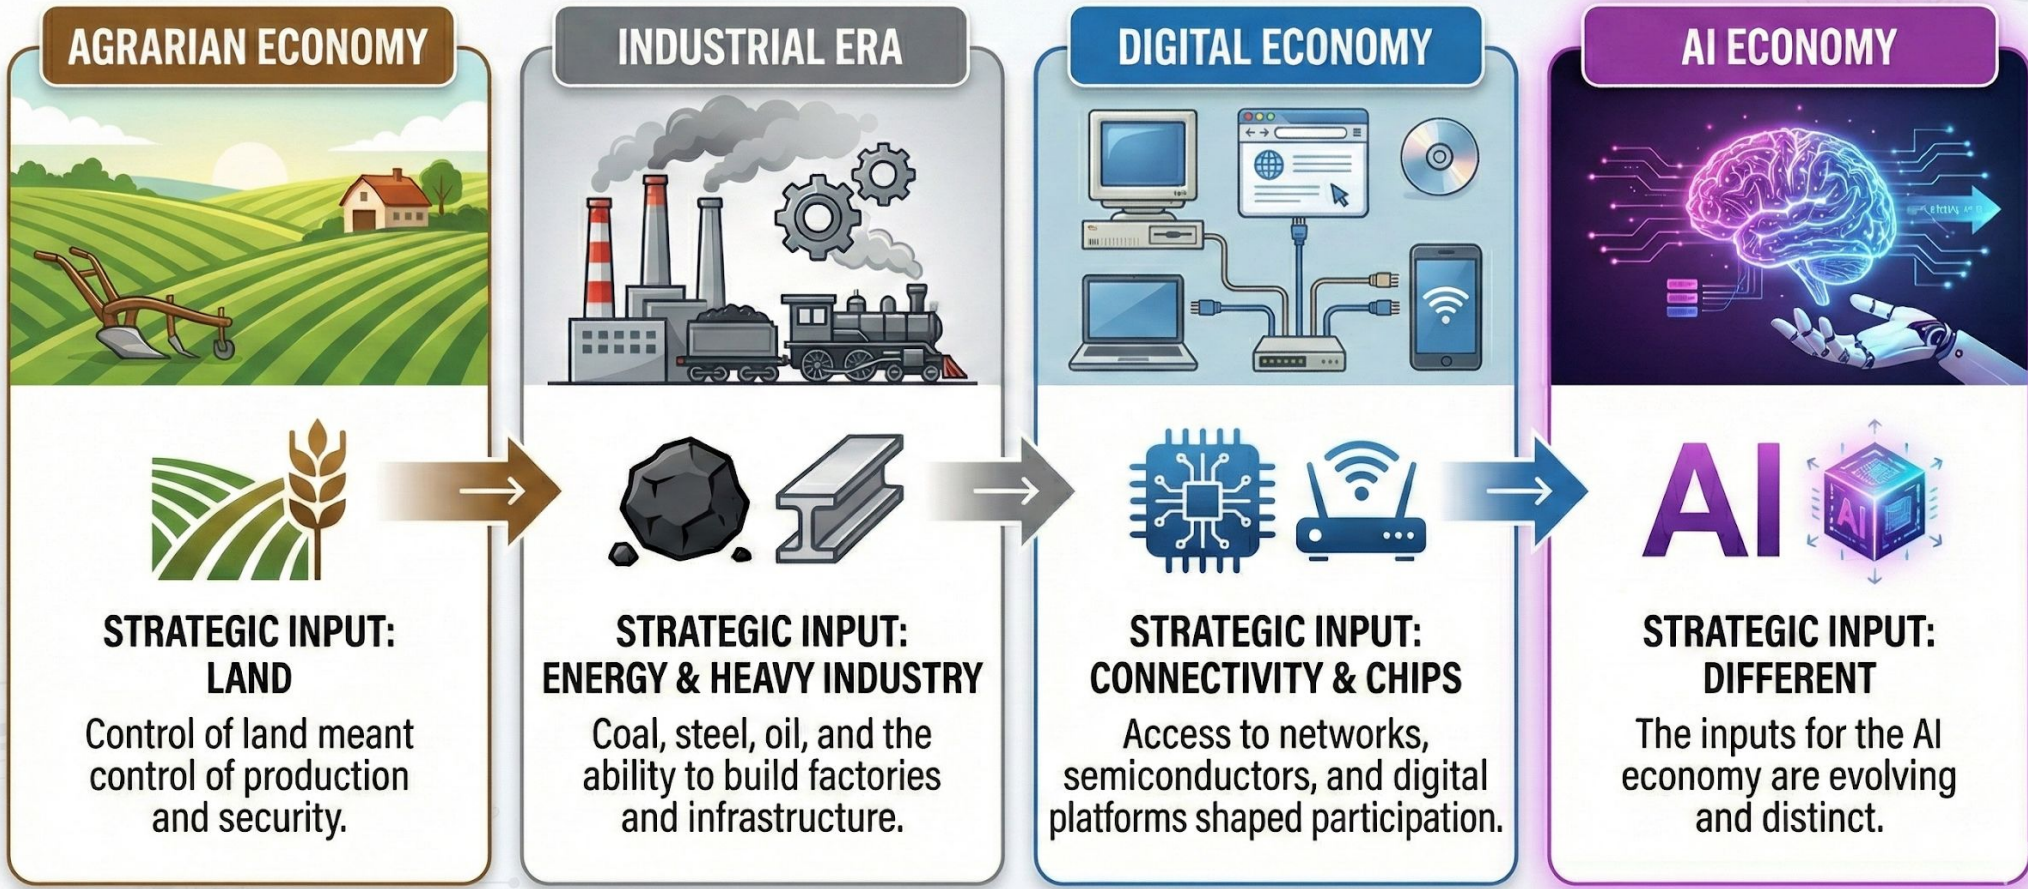 AGRARIAN ECONOMY
STRATEGIC INPUT:
LAND
Control of land meant
control of production
and security.
INDUSTRIAL ERA
STRATEGIC INPUT:
ENERGY & HEAVY INDUSTRY
Coal, steel, oil, and the
ability to build factories
and infrastructure.
DIGITAL ECONOMY
STRATEGIC INPUT:
CONNECTIVITY & CHIPS
Access to networks,
semiconductors, and digital
platforms shaped participation.
AI ECONOMY
AI
AI
STRATEGIC INPUT:
DIFFERENT
The inputs for the AI
economy are evolving
and distinct.